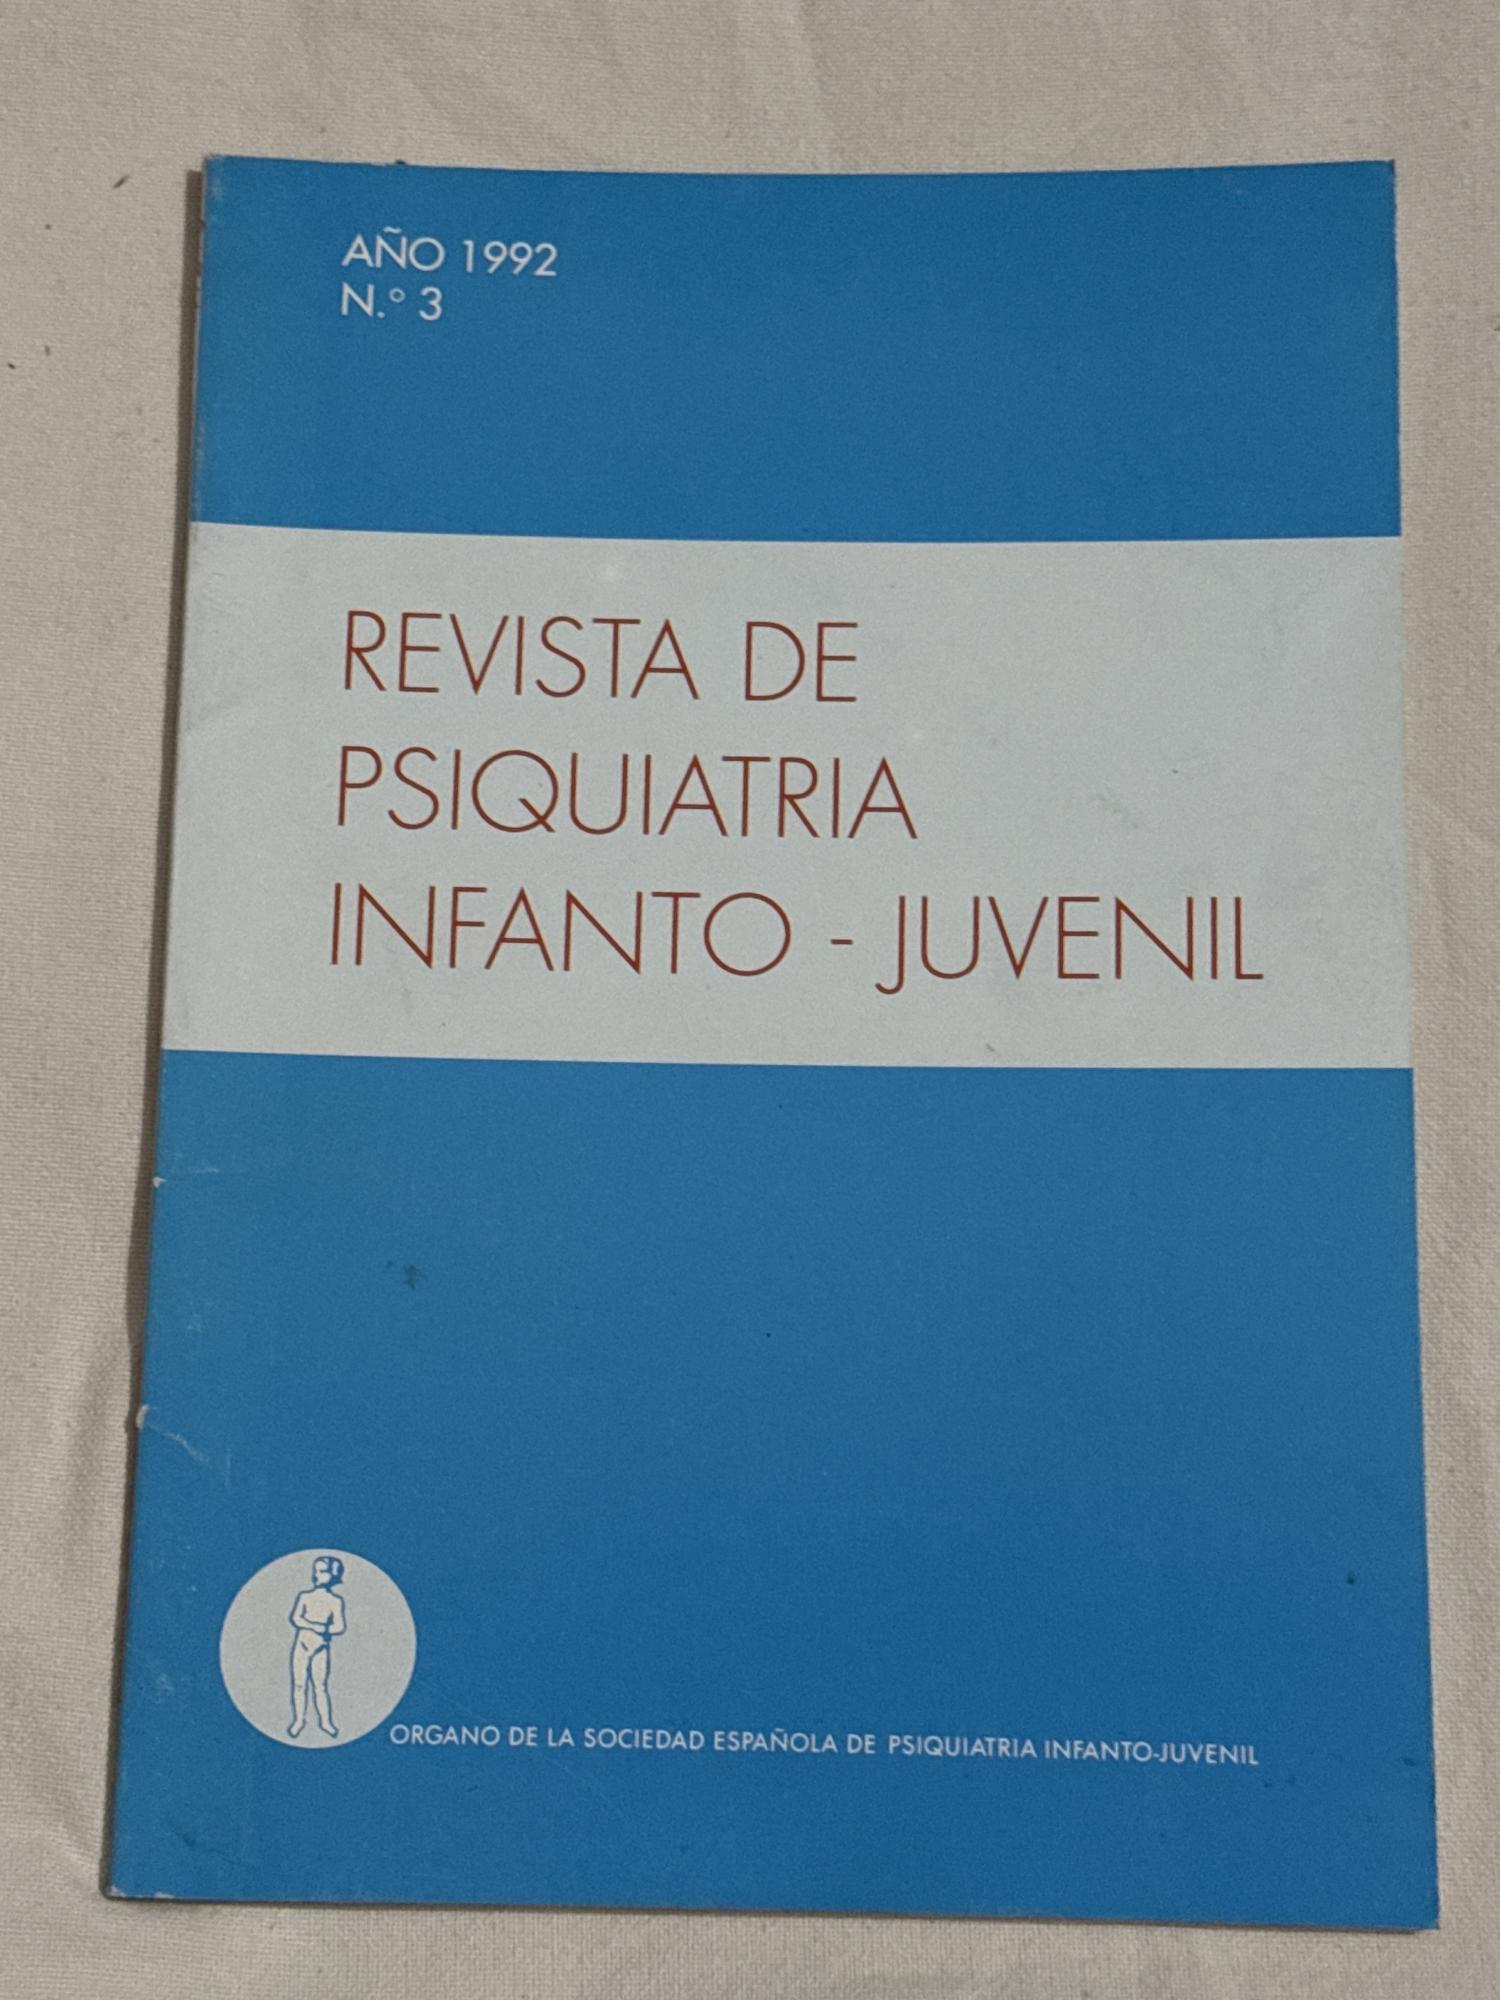 AÑO 1992
N.º 3
REVISTA DE
PSIQUIATRIA
INFANTO - JUVENIL
ORGANO DE LA SOCIEDAD ESPAÑOLA DE PSIQUIATRIA INFANTO-JUVENIL